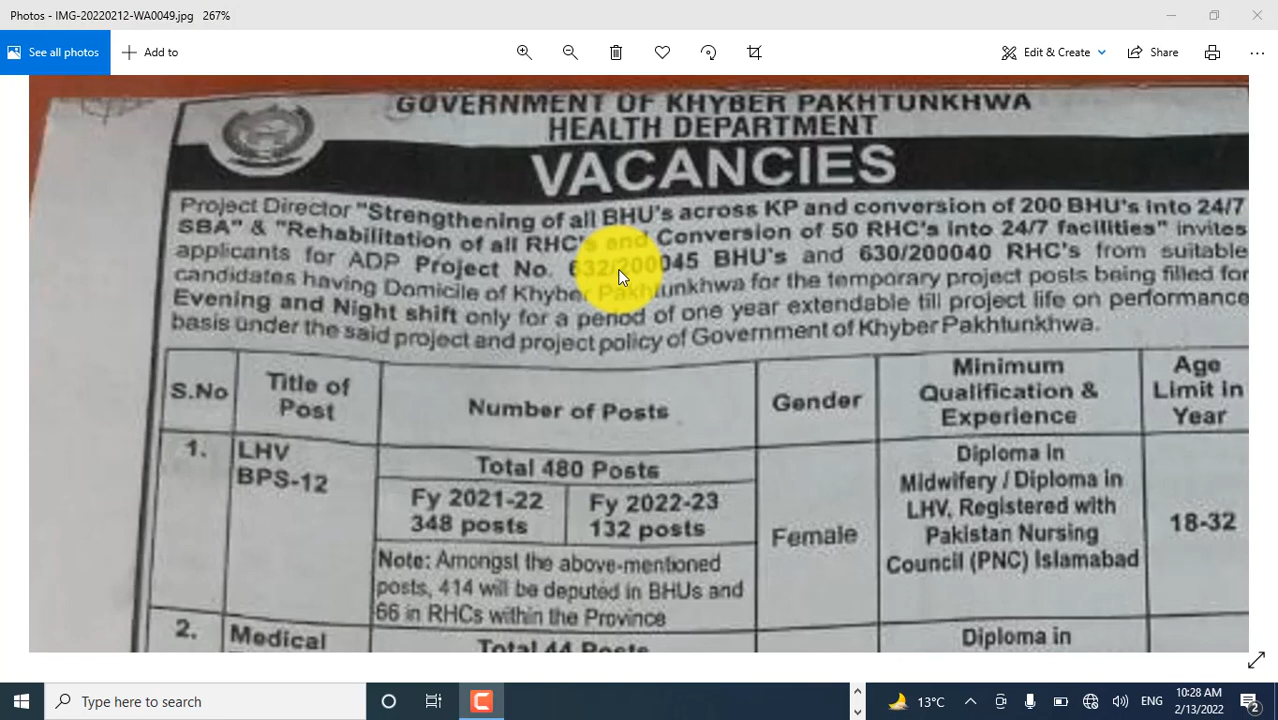 Photos - IMG-20220212-WA0049.jpg 267%
See all photos
Add to
Edit & Create
Share
GOVERNMENT OF KHYBER PAKHTUNKHWA
HEALTH DEPARTMENT
VACANCIES
Project Director "Strengthening of all BHU's across KP and conversion of 200 BHU's into 24/7
SBA" & "Rehabilitation of all RHC's and Conversion of 50 RHC's into 24/7 facilities" invites
applicants for ADP Project No. 632/200045 BHU's and 630/200040 RHC's from suitable
candidates having Domicile of Khyber Pakhtunkhwa for the temporary project posts being filled for
Evening and Night shift only for a period of one year extendable till project life on performance
basis under the said project and project policy of Government of Khyber Pakhtunkhwa.
S.No
Title of
Post
Number of Posts
Gender
Minimum
Qualification &
Experience
Age
Limit in
Year
1.
LHV
BPS-12
Total 480 Posts
Fy 2021-22
348 posts
Fy 2022-23
132 posts
Note: Amongst the above-mentioned
posts, 414 will be deputed in BHUs and
66 in RHCs within the Province
Female
Diploma in
Midwifery / Diploma in
LHV, Registered with
Pakistan Nursing
Council (PNC) Islamabad
18-32
2.
Medical
Total 44 Posts
Diploma in
Type here to search
13°C
ENG
10:28 AM
2/13/2022
2